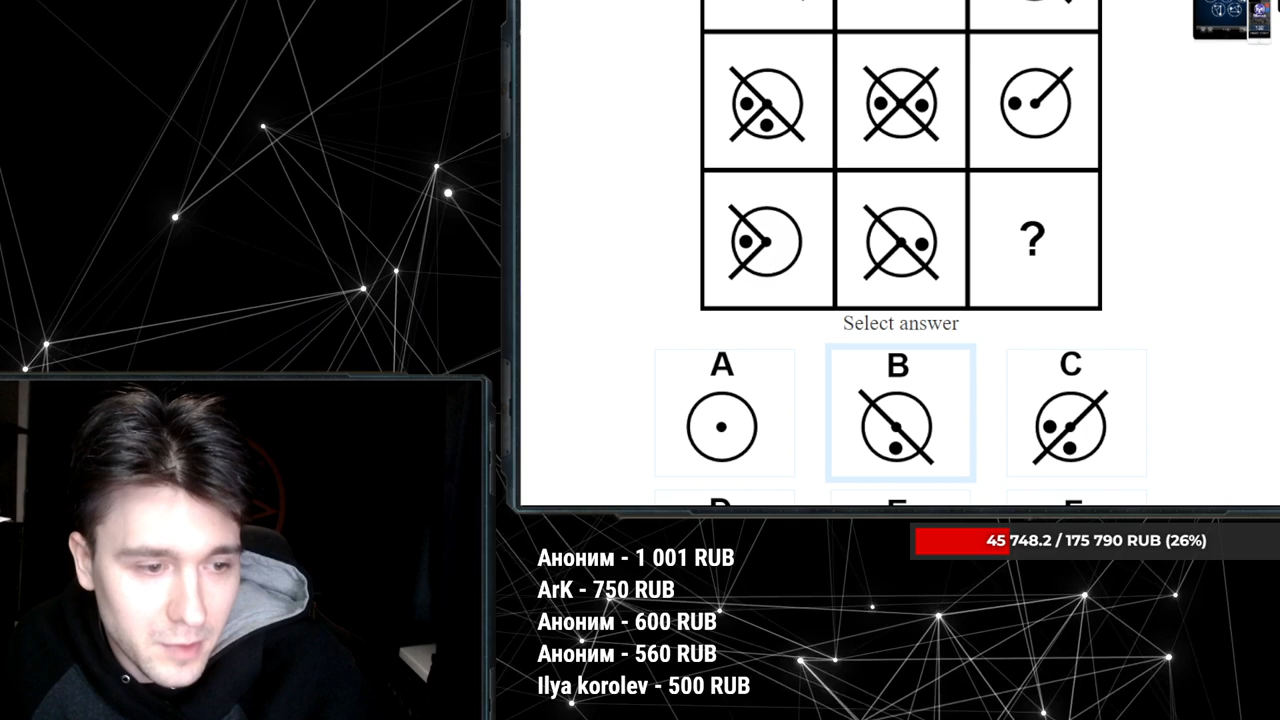 ?
Select answer
A
B
C
45 748.2 / 175 790 RUB (26%)
Аноним - 1 001 RUB
ArK - 750 RUB
Аноним - 600 RUB
Аноним - 560 RUB
Ilya korolev - 500 RUB